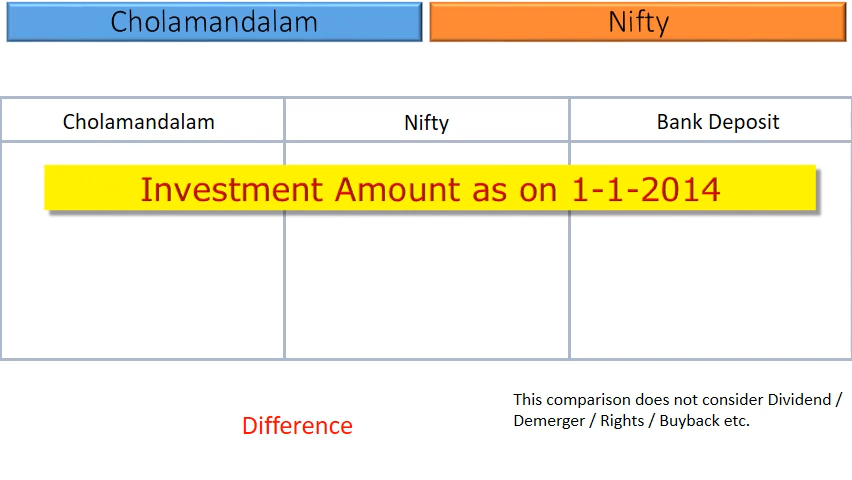 Cholamandalam
Nifty
Cholamandalam
Nifty
Bank Deposit
Investment Amount as on 1-1-2014
This comparison does not consider Dividend /
Demerger / Rights / Buyback etc.
Difference